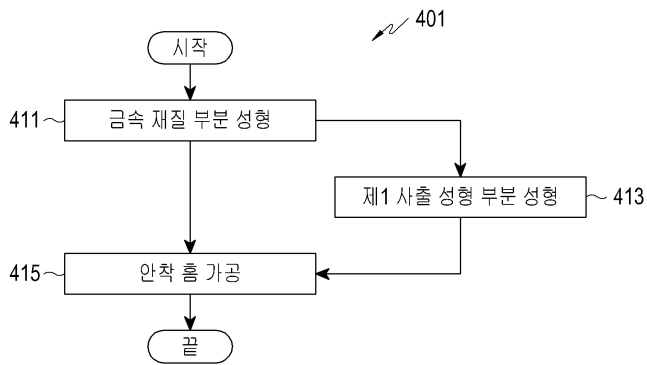 401
시작
411
금속 재질 부분 성형
제1 사출 성형 부분 성형
413
415
안착 홈 가공
끝